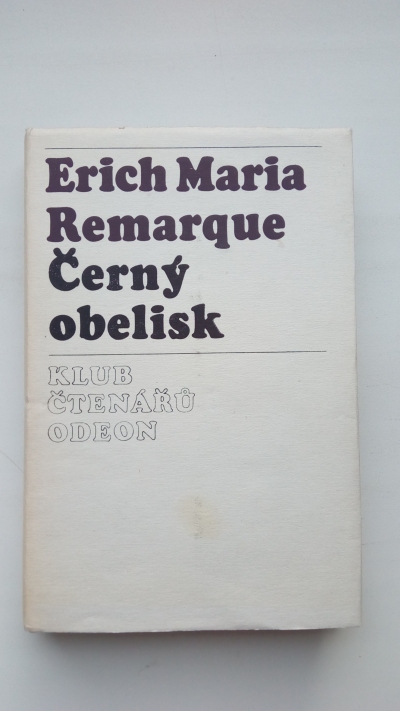 Erich Maria
Remarque
Černý
obelisk
KLUB
ČTENÁŘŮ
ODEON